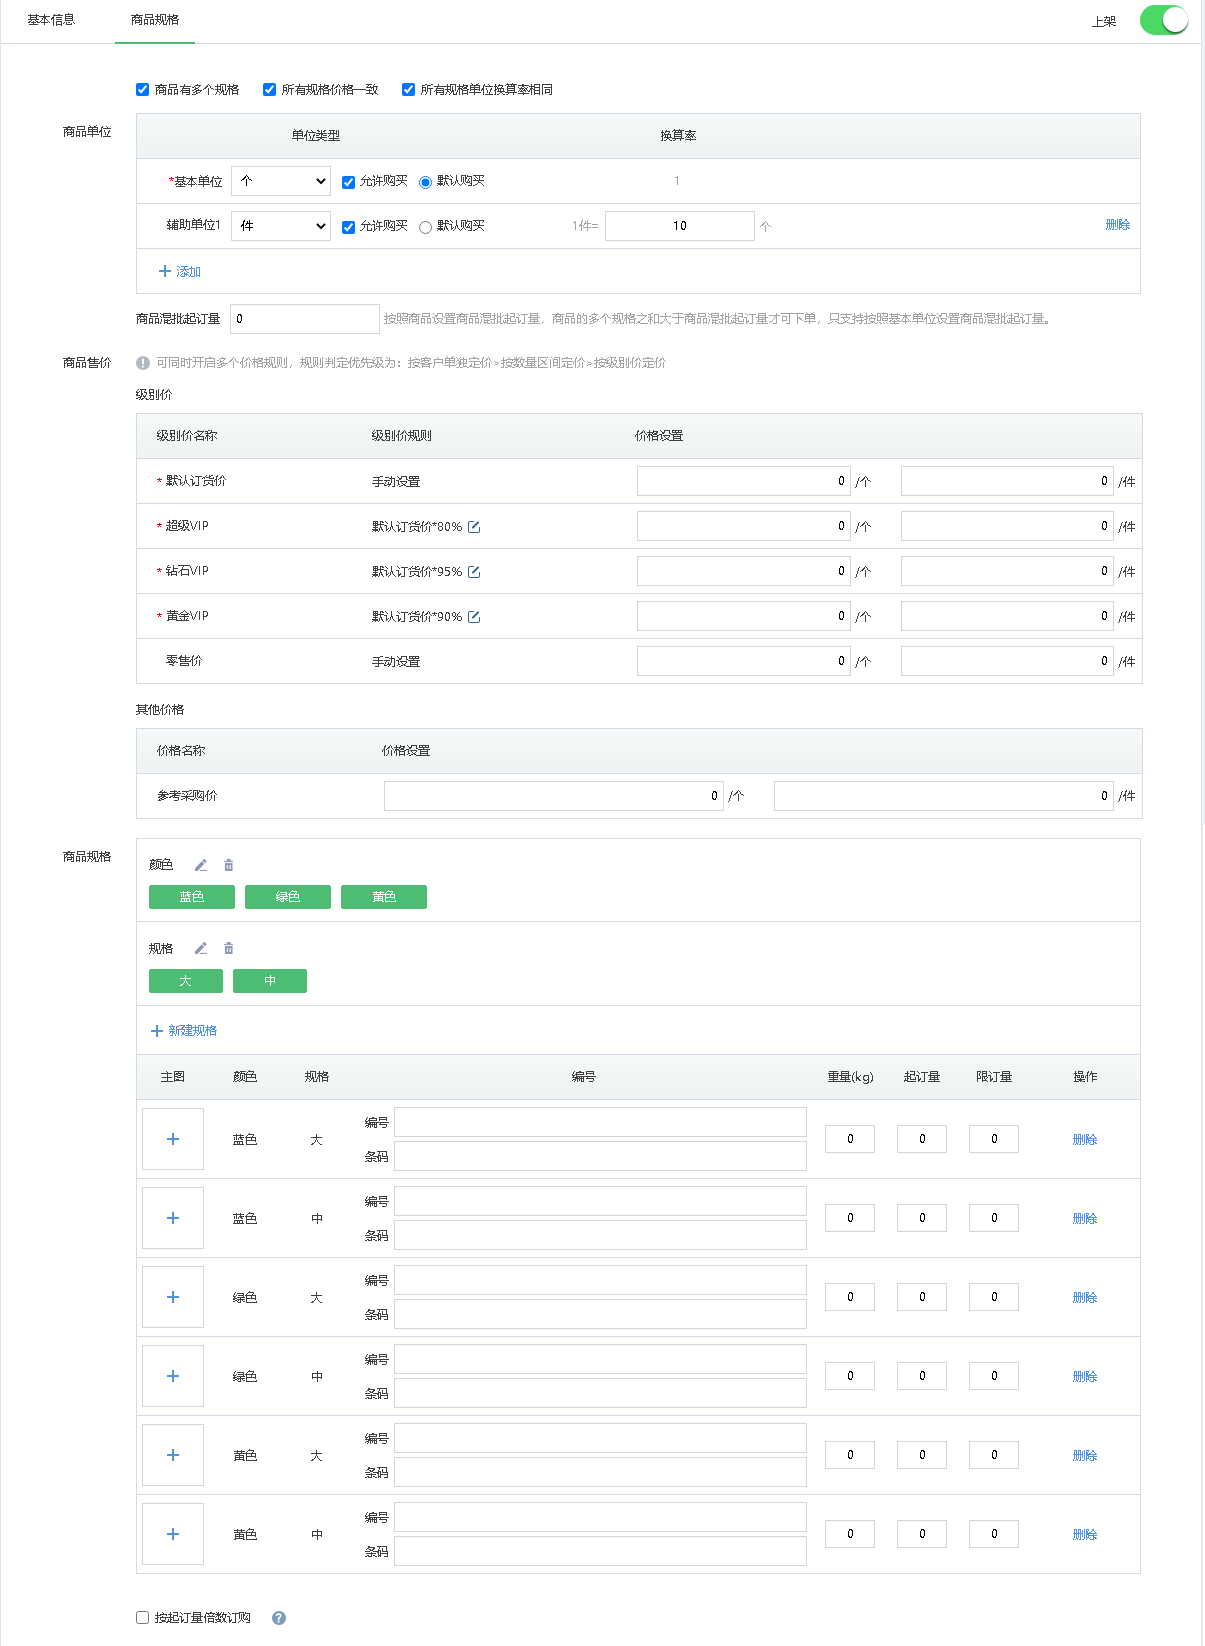 基本信息 商品规格 上架
商品有多个规格 所有规格价格一致 所有规格单位换算率相同
商品单位
单位类型 换算率
*基本单位 个 允许购买 默认购买 1
辅助单位1 件 允许购买 默认购买 1件= 10 个 删除
添加
商品混批起订量 0 按照商品设置商品混批起订量，商品的多个规格之和大于商品混批起订量才可下单，只支持按照基本单位设置商品混批起订量。
商品售价 可同时开启多个价格规则，规则判定优先级为：按客户单独定价>按数量区间定价>按级别价定价
级别价
级别价名称 级别价规则 价格设置
* 默认订货价 手动设置 0 /个 0 /件
* 超级VIP 默认订货价*80% 0 /个 0 /件
* 钻石VIP 默认订货价*95% 0 /个 0 /件
* 黄金VIP 默认订货价*90% 0 /个 0 /件
零售价 手动设置 0 /个 0 /件
其他价格
价格名称 价格设置
参考采购价 0 /个 0 /件
商品规格
颜色
蓝色 绿色 黄色
规格
大 中
新建规格
主图 颜色 规格 编号 重量(kg) 起订量 限订量 操作
编号
蓝色 大 0 0 0 删除
条码
编号
蓝色 中 0 0 0 删除
条码
编号
绿色 大 0 0 0 删除
条码
编号
绿色 中 0 0 0 删除
条码
编号
黄色 大 0 0 0 删除
条码
编号
黄色 中 0 0 0 删除
条码
按起订量倍数订购 ?